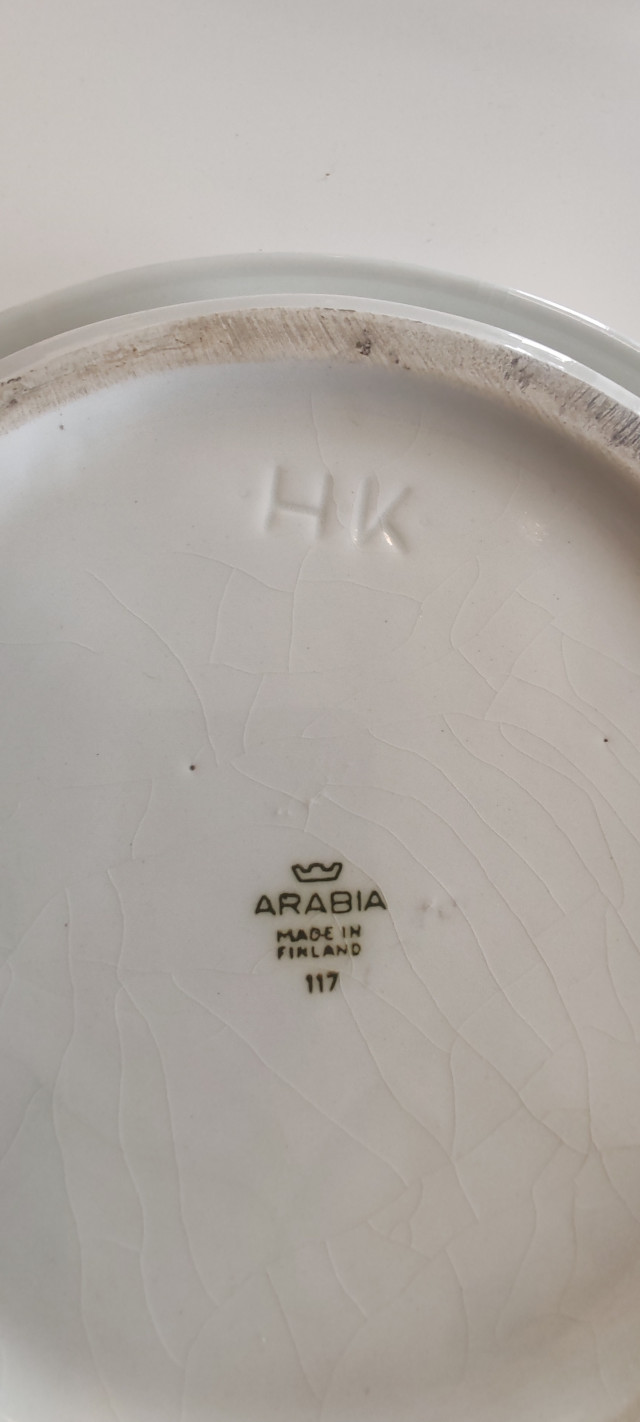 HK
ARABIA
MADE IN
FINLAND
117